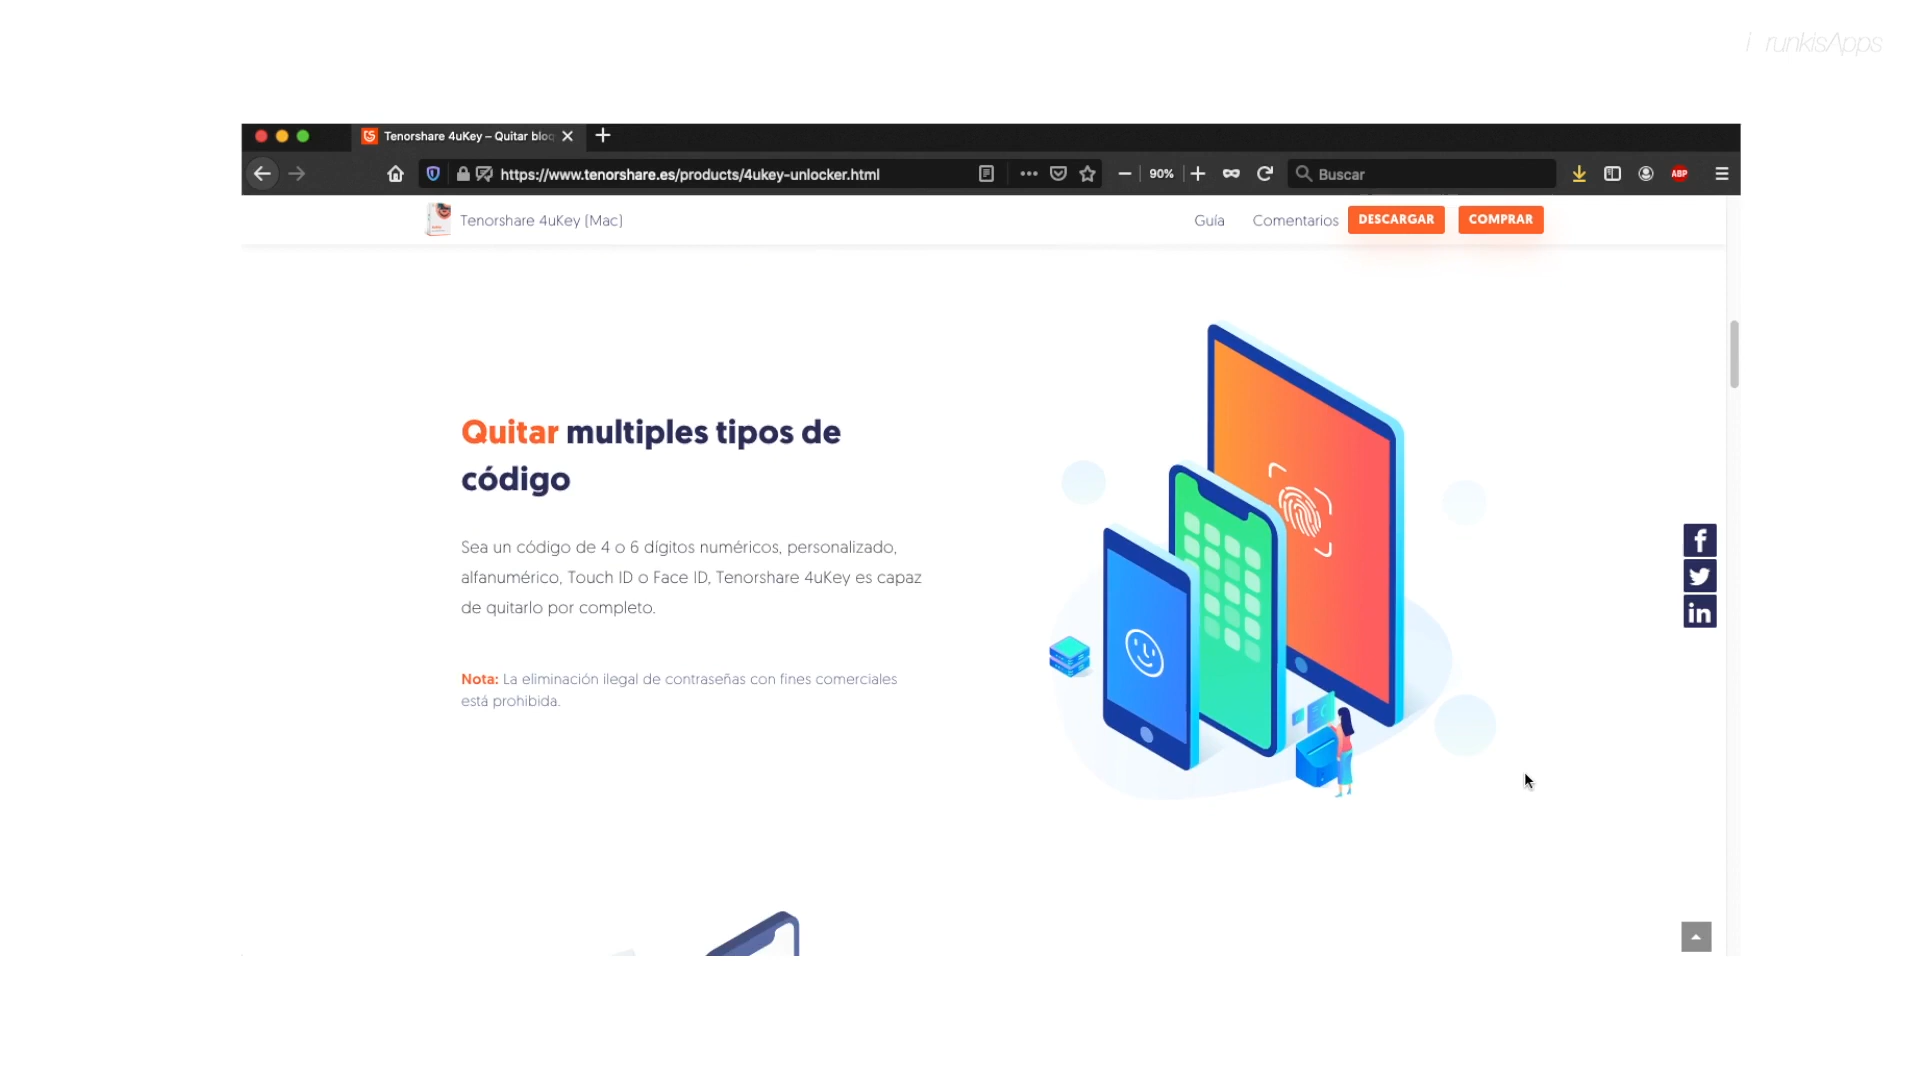 runkisApps
Tenorshare 4uKey – Quitar bloq
https://www.tenorshare.es/products/4ukey-unlocker.html
90%
Buscar
ABP
Tenorshare 4uKey (Mac)
Guía
Comentarios
DESCARGAR
COMPRAR
Quitar multiples tipos de
código
Sea un código de 4 o 6 dígitos numéricos, personalizado,
alfanumérico, Touch ID o Face ID, Tenorshare 4uKey es capaz
de quitarlo por completo.
Nota: La eliminación ilegal de contraseñas con fines comerciales
está prohibida.